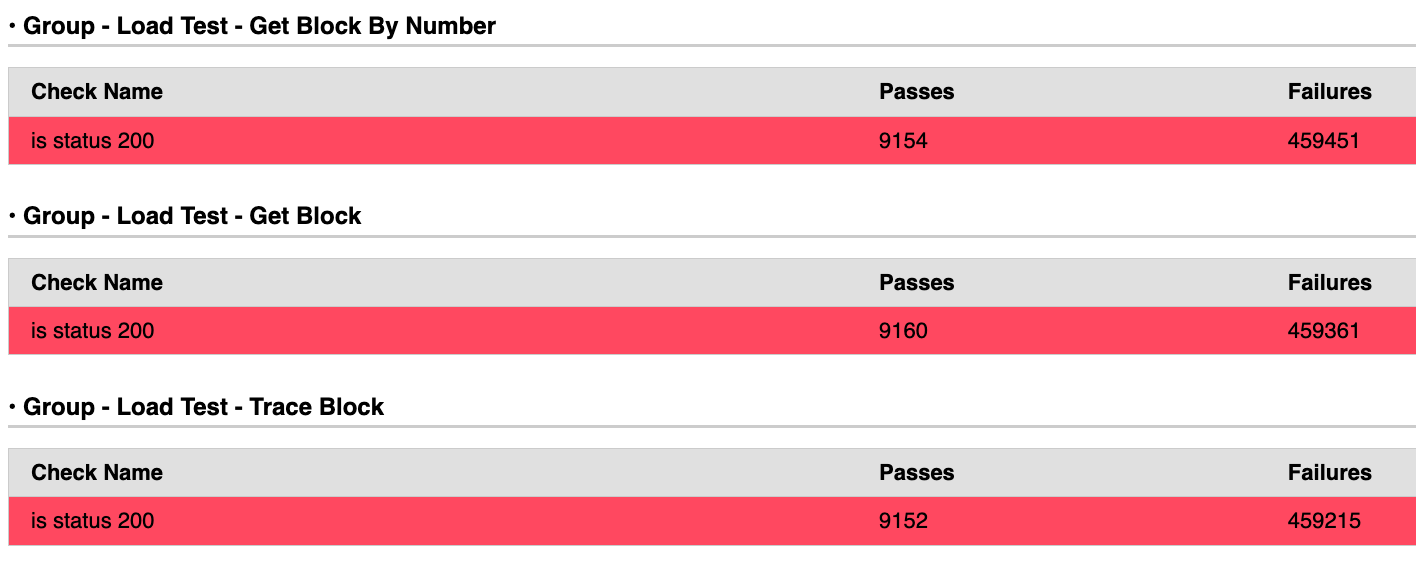 • Group - Load Test - Get Block By Number
Check Name Passes Failures
is status 200 9154 459451
• Group - Load Test - Get Block
Check Name Passes Failures
is status 200 9160 459361
• Group - Load Test - Trace Block
Check Name Passes Failures
is status 200 9152 459215